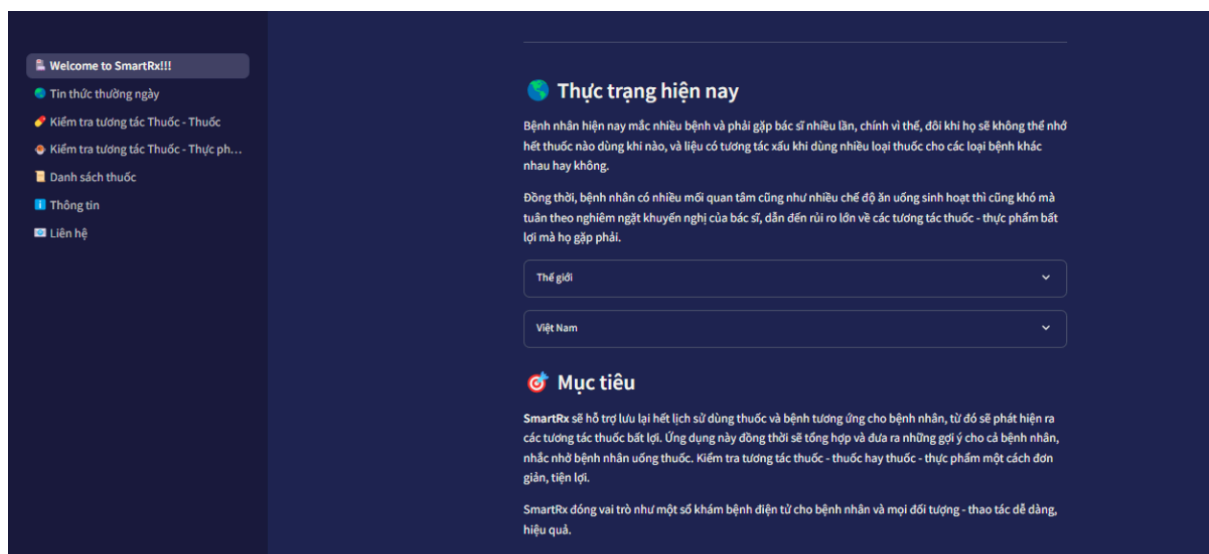 Welcome to SmartRx!!!
Tin thức thường ngày
Kiểm tra tương tác Thuốc - Thuốc
Kiểm tra tương tác Thuốc - Thực ph...
Danh sách thuốc
Thông tin
Liên hệ
Thực trạng hiện nay
Bệnh nhân hiện nay mắc nhiều bệnh và phải gặp bác sĩ nhiều lần, chính vì thế, đôi khi họ sẽ không thể nhớ
hết thuốc nào dùng khi nào, và liệu có tương tác xấu khi dùng nhiều loại thuốc cho các loại bệnh khác
nhau hay không.
Đồng thời, bệnh nhân có nhiều mối quan tâm cũng như nhiều chế độ ăn uống sinh hoạt thì cũng khó mà
tuân theo nghiêm ngặt khuyến nghị của bác sĩ, dẫn đến rủi ro lớn về các tương tác thuốc - thực phẩm bất
lợi mà họ gặp phải.
Thế giới
Việt Nam
Mục tiêu
SmartRx sẽ hỗ trợ lưu lại hết lịch sử dùng thuốc và bệnh tương ứng cho bệnh nhân, từ đó sẽ phát hiện ra
các tương tác thuốc bất lợi. Ứng dụng này đồng thời sẽ tổng hợp và đưa ra những gợi ý cho cả bệnh nhân,
nhắc nhở bệnh nhân uống thuốc. Kiểm tra tương tác thuốc - thuốc hay thuốc - thực phẩm một cách đơn
giản, tiện lợi.
SmartRx đóng vai trò như một sổ khám bệnh điện tử cho bệnh nhân và mọi đối tượng - thao tác dễ dàng,
hiệu quả.